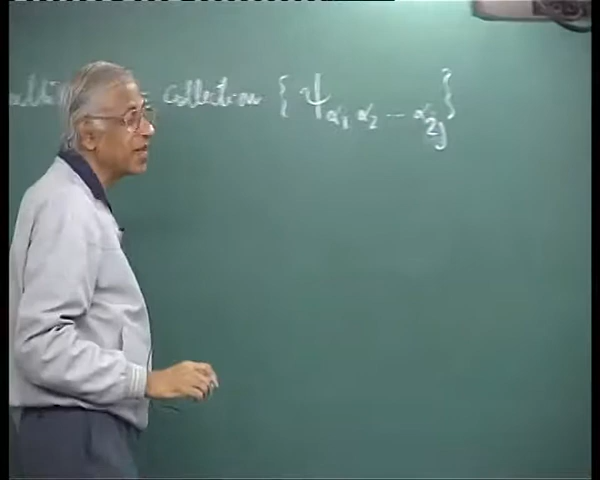 collection { ψ_{α₁ α₂ ... α₂ⱼ} }